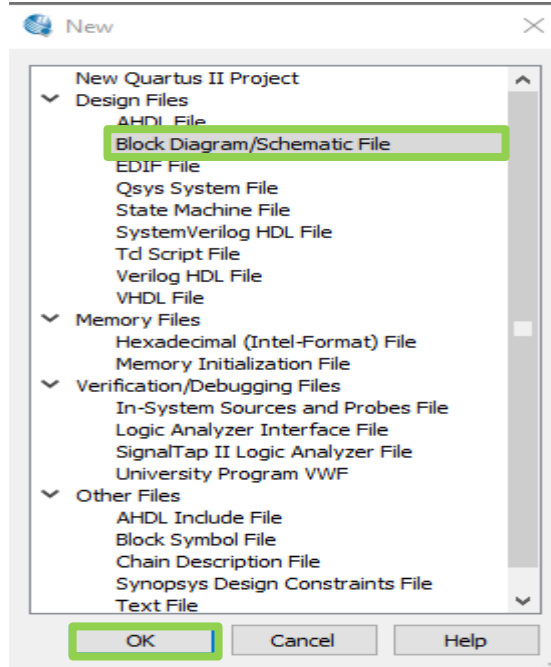 New
New Quartus II Project
Design Files
AHDL File
Block Diagram/Schematic File
EDIF File
Qsys System File
State Machine File
SystemVerilog HDL File
Tcl Script File
Verilog HDL File
VHDL File
Memory Files
Hexadecimal (Intel-Format) File
Memory Initialization File
Verification/Debugging Files
In-System Sources and Probes File
Logic Analyzer Interface File
SignalTap II Logic Analyzer File
University Program VWF
Other Files
AHDL Include File
Block Symbol File
Chain Description File
Synopsys Design Constraints File
Text File
OK Cancel Help